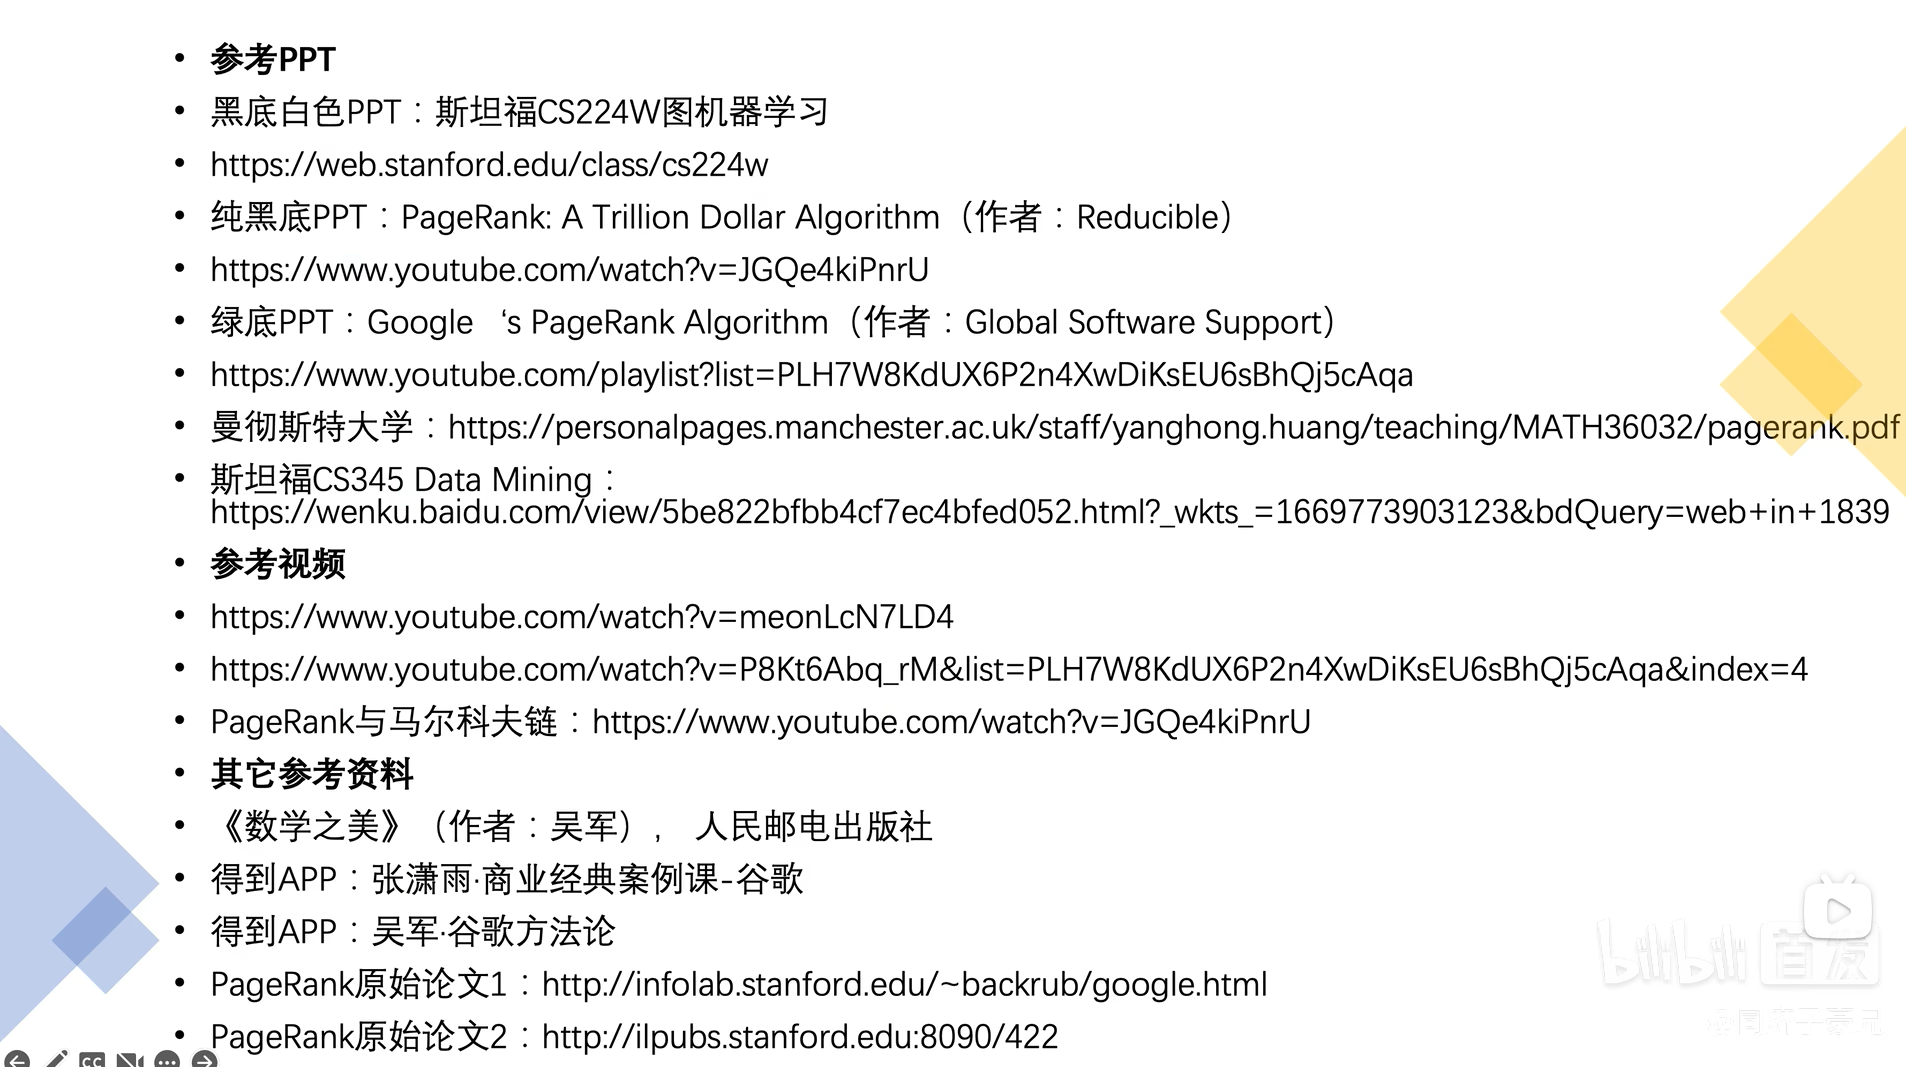 参考PPT
黑底白色PPT：斯坦福CS224W图机器学习
https://web.stanford.edu/class/cs224w
纯黑底PPT：PageRank: A Trillion Dollar Algorithm（作者：Reducible）
https://www.youtube.com/watch?v=JGQe4kiPnrU
绿底PPT：Google ‘s PageRank Algorithm（作者：Global Software Support）
https://www.youtube.com/playlist?list=PLH7W8KdUX6P2n4XwDiKsEU6sBhQj5cAqa
曼彻斯特大学：https://personalpages.manchester.ac.uk/staff/yanghong.huang/teaching/MATH36032/pagerank.pdf
斯坦福CS345 Data Mining：
https://wenku.baidu.com/view/5be822bfbb4cf7ec4bfed052.html?_wkts_=1669773903123&bdQuery=web+in+1839
参考视频
https://www.youtube.com/watch?v=meonLcN7LD4
https://www.youtube.com/watch?v=P8Kt6Abq_rM&list=PLH7W8KdUX6P2n4XwDiKsEU6sBhQj5cAqa&index=4
PageRank与马尔科夫链：https://www.youtube.com/watch?v=JGQe4kiPnrU
其它参考资料
《数学之美》（作者：吴军）， 人民邮电出版社
得到APP：张潇雨·商业经典案例课-谷歌
得到APP：吴军·谷歌方法论
PageRank原始论文1：http://infolab.stanford.edu/~backrub/google.html
PageRank原始论文2：http://ilpubs.stanford.edu:8090/422
bilibili 首发
CC